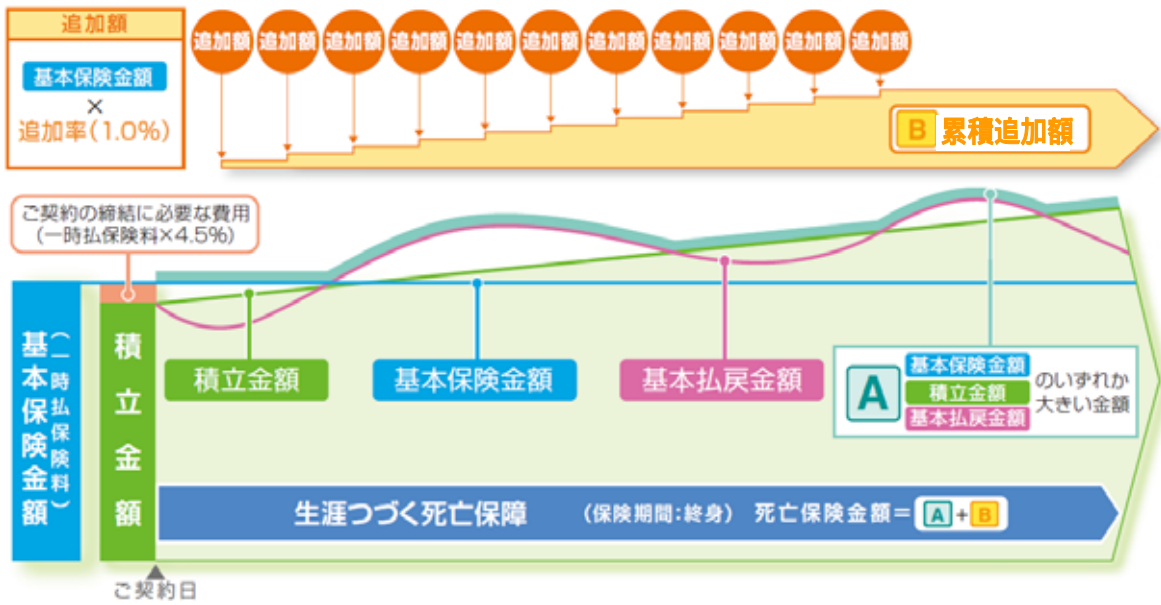 追加額
基本保険金額
×
追加率(1.0%)
追加額 追加額 追加額 追加額 追加額 追加額 追加額 追加額 追加額 追加額 追加額
B 累積追加額
ご契約の締結に必要な費用
(一時払保険料×4.5%)
基本保険金額
(一時払保険料)
積立金額
積立金額
基本保険金額
基本払戻金額
A
基本保険金額
積立金額
基本払戻金額
のいずれか
大きい金額
生涯つづく死亡保障 (保険期間:終身) 死亡保険金額=A+B
ご契約日